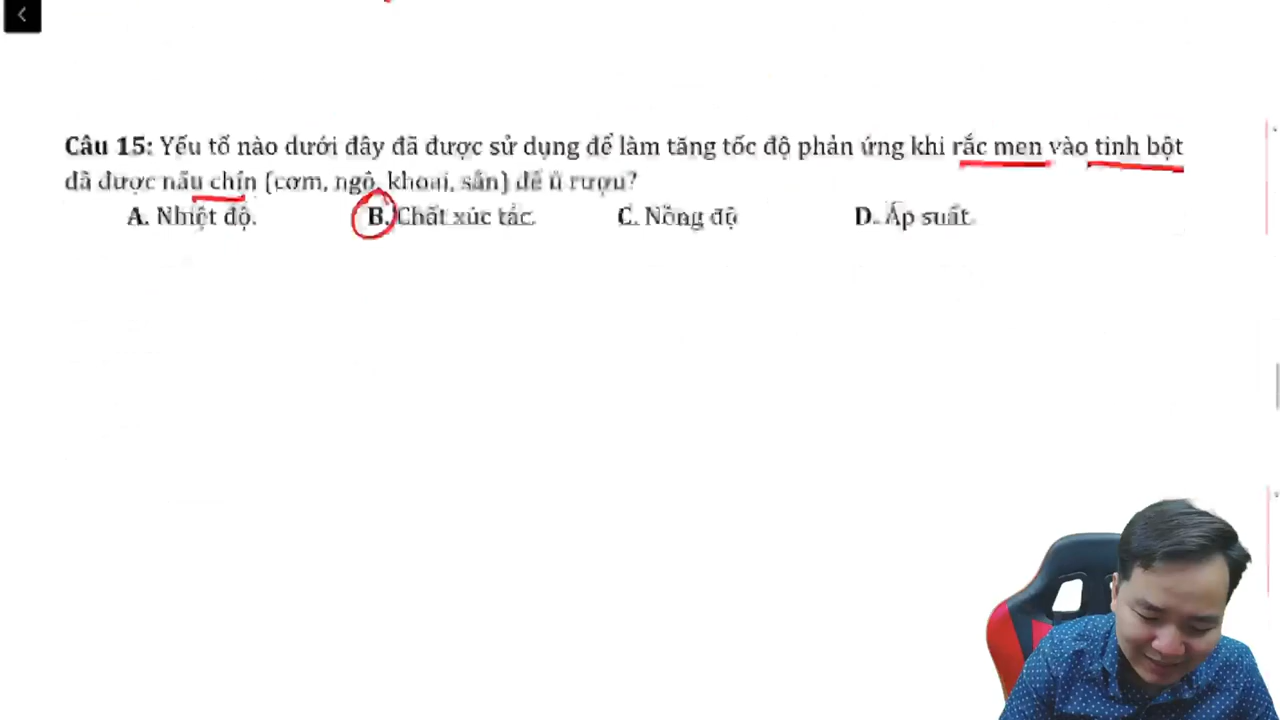 Câu 15: Yếu tố nào dưới đây đã được sử dụng để làm tăng tốc độ phản ứng khi rắc men vào tinh bột
đã được nấu chín (cơm, ngô, khoai, sắn) để ủ rượu?
A. Nhiệt độ. B. Chất xúc tác. C. Nồng độ D. Áp suất.